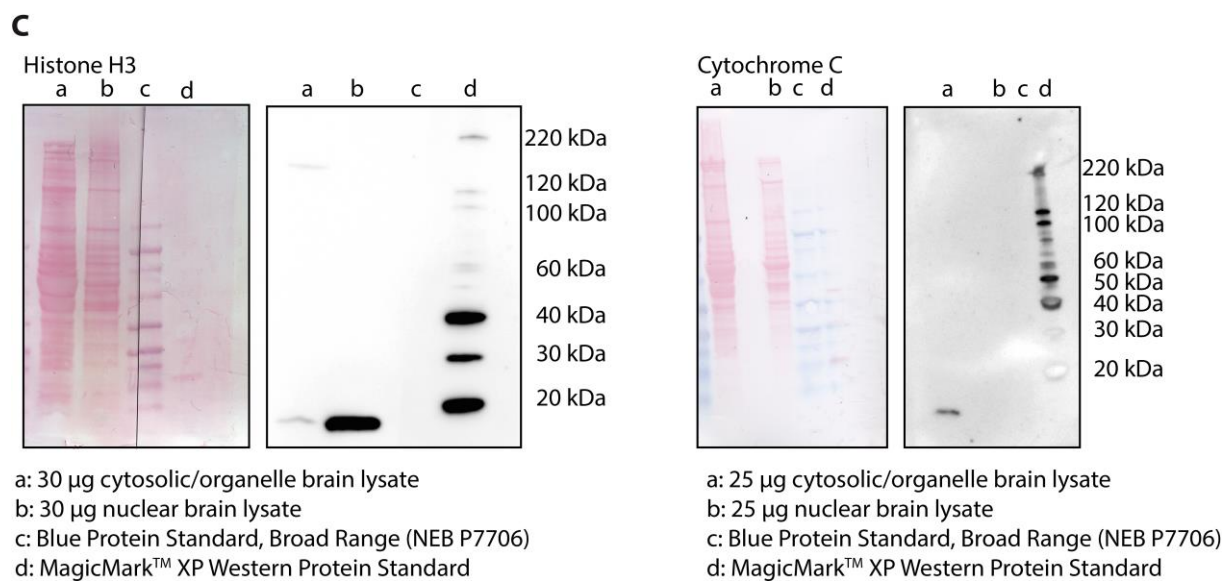 C
Histone H3
a b c d
a b c d
220 kDa
120 kDa
100 kDa
60 kDa
40 kDa
30 kDa
20 kDa
a: 30 µg cytosolic/organelle brain lysate
b: 30 µg nuclear brain lysate
c: Blue Protein Standard, Broad Range (NEB P7706)
d: MagicMark™ XP Western Protein Standard
Cytochrome C
a b c d
a b c d
220 kDa
120 kDa
100 kDa
60 kDa
50 kDa
40 kDa
30 kDa
20 kDa
a: 25 µg cytosolic/organelle brain lysate
b: 25 µg nuclear brain lysate
c: Blue Protein Standard, Broad Range (NEB P7706)
d: MagicMark™ XP Western Protein Standard